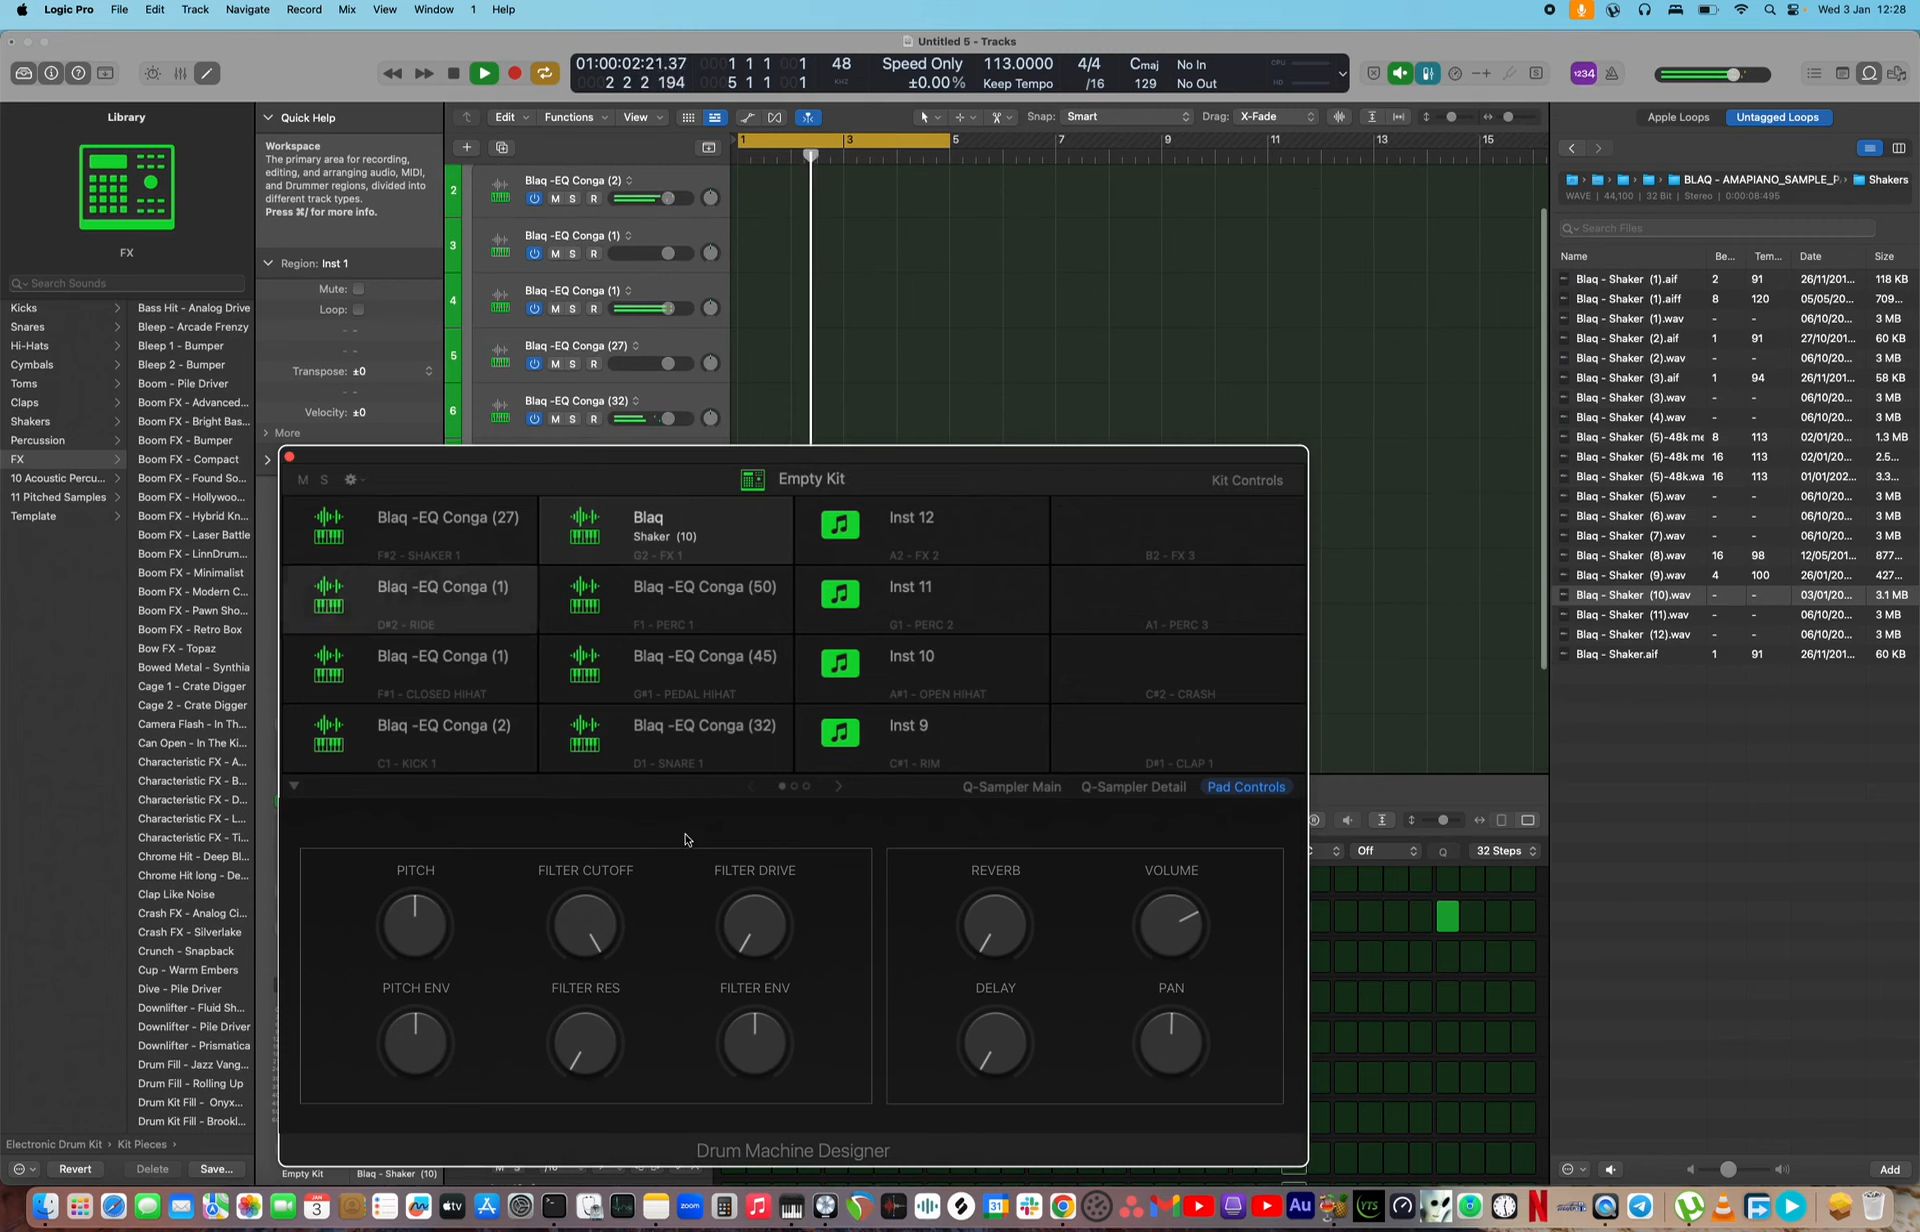 Logic Pro File Edit Track Navigate Record Mix View Window 1 Help
Wed 3 Jan 12:28
Untitled 5 - Tracks
01:00:02:21.37
2 2 2 194
1 1 1
5 1 1
48
KHZ
Speed Only
±0.00%
113.0000
Keep Tempo
4/4
/16
Cmaj
129
No In
No Out
CPU
HD
1234
Library
FX
Search Sounds
Kicks
Snares
Hi-Hats
Cymbals
Toms
Claps
Shakers
Percussion
FX
10 Acoustic Percu...
11 Pitched Samples
Template
Bass Hit - Analog Drive
Bleep - Arcade Frenzy
Bleep 1 - Bumper
Bleep 2 - Bumper
Boom - Pile Driver
Boom FX - Advanced...
Boom FX - Bright Bas...
Boom FX - Bumper
Boom FX - Compact
Boom FX - Found So...
Boom FX - Hollywoo...
Boom FX - Hybrid Kn...
Boom FX - Laser Battle
Boom FX - LinnDrum...
Boom FX - Minimalist
Boom FX - Modern C...
Boom FX - Pawn Sho...
Boom FX - Retro Box
Bow FX - Topaz
Bowed Metal - Synthia
Cage 1 - Crate Digger
Cage 2 - Crate Digger
Camera Flash - In Th...
Can Open - In The Ki...
Characteristic FX - A...
Characteristic FX - B...
Characteristic FX - D...
Characteristic FX - L...
Characteristic FX - Ti...
Chrome Hit - Deep Bl...
Chrome Hit long - De...
Clap Like Noise
Crash FX - Analog Ci...
Crash FX - Silverlake
Crunch - Snapback
Cup - Warm Embers
Dive - Pile Driver
Downlifter - Fluid Sh...
Downlifter - Pile Driver
Downlifter - Prismatica
Drum Fill - Jazz Vang...
Drum Fill - Rolling Up
Drum Kit Fill - Onyx...
Drum Kit Fill - Brookl...
Electronic Drum Kit › Kit Pieces ›
Revert Delete Save...
Quick Help
Workspace
The primary area for recording,
editing, and arranging audio, MIDI,
and Drummer regions, divided into
different track types.
Press ⌘/ for more info.
Region: Inst 1
Mute:
Loop:
Transpose: ±0
Velocity: ±0
More
Edit Functions View
Snap: Smart
Drag: X-Fade
1 3 5 7 9 11 13 15
2 Blaq -EQ Conga (2)
M S R
3 Blaq -EQ Conga (1)
M S R
4 Blaq -EQ Conga (1)
M S R
5 Blaq -EQ Conga (27)
M S R
6 Blaq -EQ Conga (32)
M S R
M S
Empty Kit
Kit Controls
Blaq -EQ Conga (27)
F#2 - SHAKER 1
Blaq
Shaker (10)
G2 - FX 1
Inst 12
A2 - FX 2
B2 - FX 3
Blaq -EQ Conga (1)
D#2 - RIDE
Blaq -EQ Conga (50)
F1 - PERC 1
Inst 11
G1 - PERC 2
A1 - PERC 3
Blaq -EQ Conga (1)
F#1 - CLOSED HIHAT
Blaq -EQ Conga (45)
G#1 - PEDAL HIHAT
Inst 10
A#1 - OPEN HIHAT
C#2 - CRASH
Blaq -EQ Conga (2)
C1 - KICK 1
Blaq -EQ Conga (32)
D1 - SNARE 1
Inst 9
C#1 - RIM
D#1 - CLAP 1
Q-Sampler Main Q-Sampler Detail Pad Controls
PITCH FILTER CUTOFF FILTER DRIVE REVERB VOLUME
PITCH ENV FILTER RES FILTER ENV DELAY PAN
Drum Machine Designer
Empty Kit Blaq - Shaker (10)
Off
Q
32 Steps
Apple Loops Untagged Loops
BLAQ - AMAPIANO_SAMPLE_P Shakers
WAVE | 44,100 | 32 Bit | Stereo | 0:00:08:495
Search Files
Name Be... Tem... Date Size
Blaq - Shaker (1).aif 2 91 26/11/201... 118 KB
Blaq - Shaker (1).aiff 8 120 05/05/20... 709...
Blaq - Shaker (1).wav - - 06/10/20... 3 MB
Blaq - Shaker (2).aif 1 91 27/10/201... 60 KB
Blaq - Shaker (2).wav - - 06/10/20... 3 MB
Blaq - Shaker (3).aif 1 94 26/11/201... 58 KB
Blaq - Shaker (3).wav - - 06/10/20... 3 MB
Blaq - Shaker (4).wav - - 06/10/20... 3 MB
Blaq - Shaker (5)-48k me 8 113 02/01/20... 1.3 MB
Blaq - Shaker (5)-48k me 16 113 02/01/20... 2.5...
Blaq - Shaker (5)-48k.wa 16 113 01/01/202... 3.3...
Blaq - Shaker (5).wav - - 06/10/20... 3 MB
Blaq - Shaker (6).wav - - 06/10/20... 3 MB
Blaq - Shaker (7).wav - - 06/10/20... 3 MB
Blaq - Shaker (8).wav 16 98 12/05/201... 877...
Blaq - Shaker (9).wav 4 100 26/01/20... 427...
Blaq - Shaker (10).wav - - 03/01/20... 3.1 MB
Blaq - Shaker (11).wav - - 06/10/20... 3 MB
Blaq - Shaker (12).wav - - 06/10/20... 3 MB
Blaq - Shaker.aif 1 91 26/11/201... 60 KB
Add
JAN
3
tv
zoom
31
Au
YTS
N